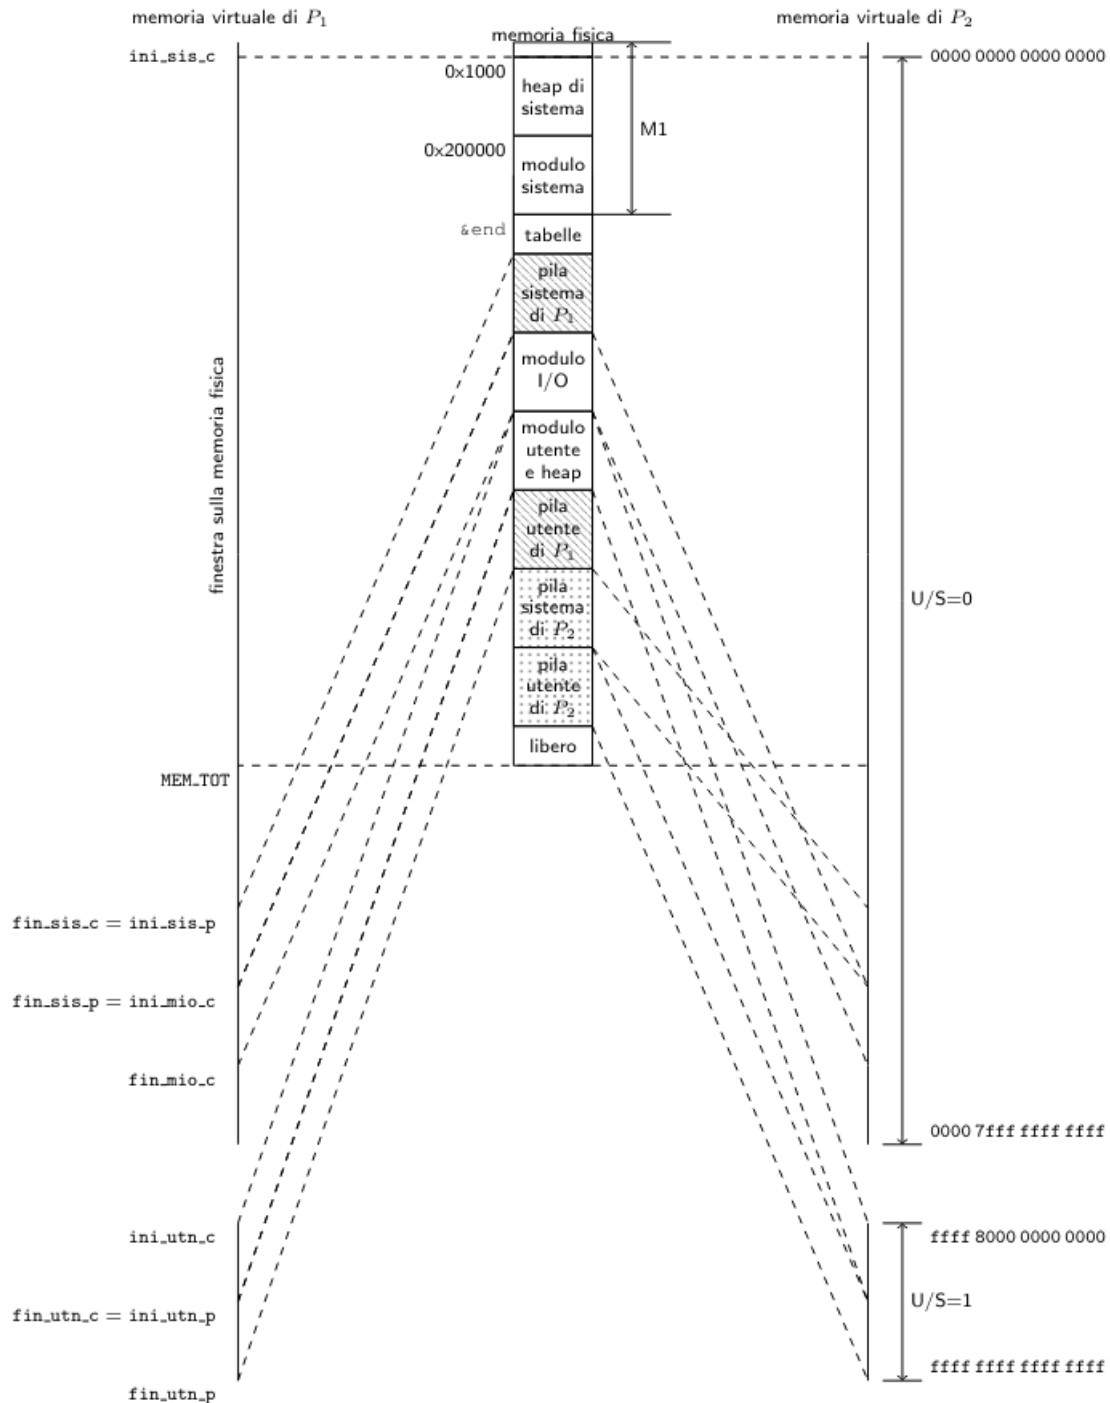 memoria virtuale di P1
memoria virtuale di P2
memoria fisica
ini_sis_c
0000 0000 0000 0000
0x1000
heap di
sistema
M1
0x200000
modulo
sistema
&end
tabelle
pila
sistema
di P1
modulo
I/O
finestra sulla memoria fisica
modulo
utente
e heap
pila
utente
di P1
pila
sistema
di P2
U/S=0
pila
utente
di P2
libero
MEM_TOT
fin_sis_c = ini_sis_p
fin_sis_p = ini_mio_c
fin_mio_c
0000 7fff ffff ffff
ini_utn_c
ffff 8000 0000 0000
fin_utn_c = ini_utn_p
U/S=1
ffff ffff ffff ffff
fin_utn_p